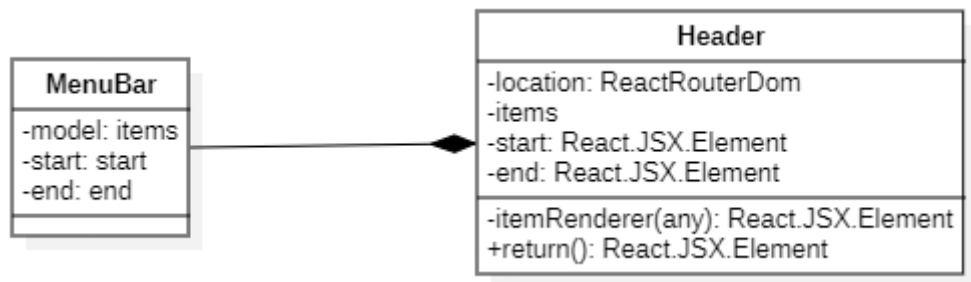 MenuBar
-model: items
-start: start
-end: end
Header
-location: ReactRouterDom
-items
-start: React.JSX.Element
-end: React.JSX.Element
-itemRenderer(any): React.JSX.Element
+return(): React.JSX.Element